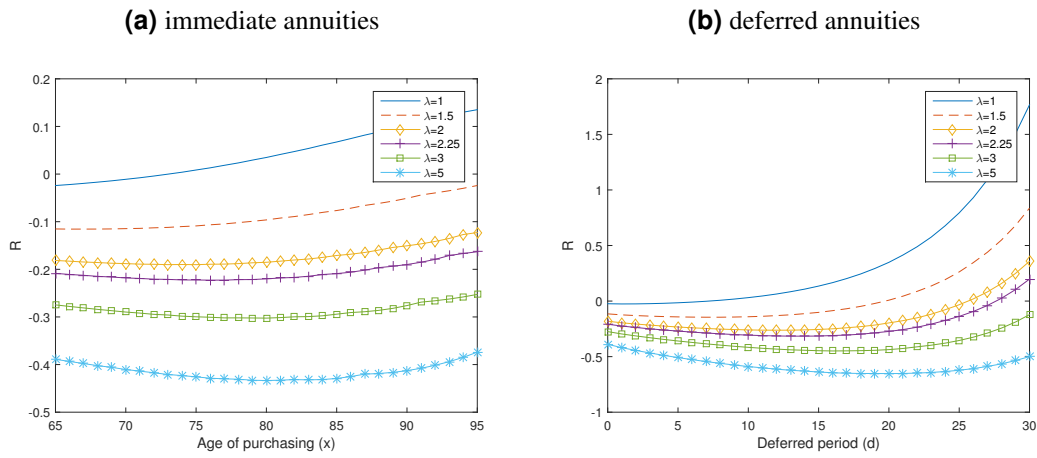 (a) immediate annuities
0.2
0.1
0
-0.1
-0.2
-0.3
-0.4
-0.5
R
65 70 75 80 85 90 95
Age of purchasing (x)
λ=1
λ=1.5
λ=2
λ=2.25
λ=3
λ=5
(b) deferred annuities
2
1.5
1
0.5
0
-0.5
-1
R
0 5 10 15 20 25 30
Deferred period (d)
λ=1
λ=1.5
λ=2
λ=2.25
λ=3
λ=5